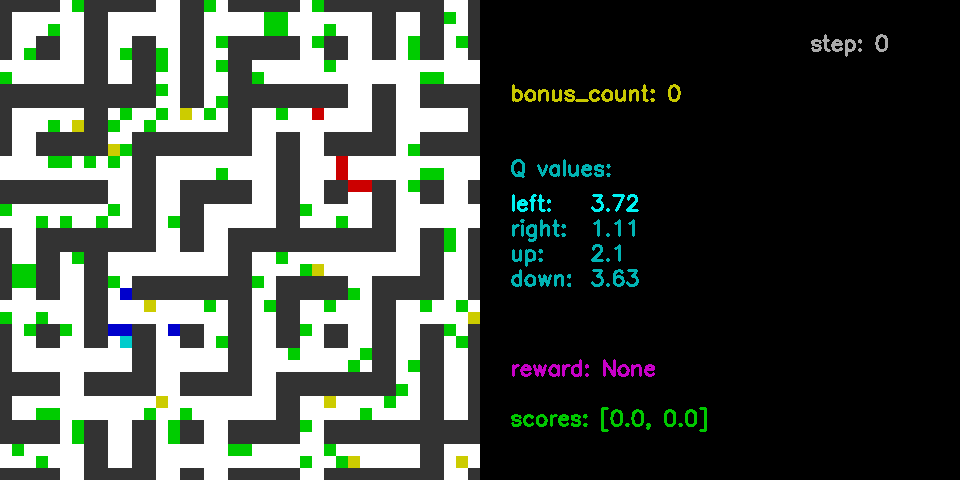 step: 0
bonus_count: 0
Q values:
left: 3.72
right: 1.11
up: 2.1
down: 3.63
reward: None
scores: [0.0, 0.0]